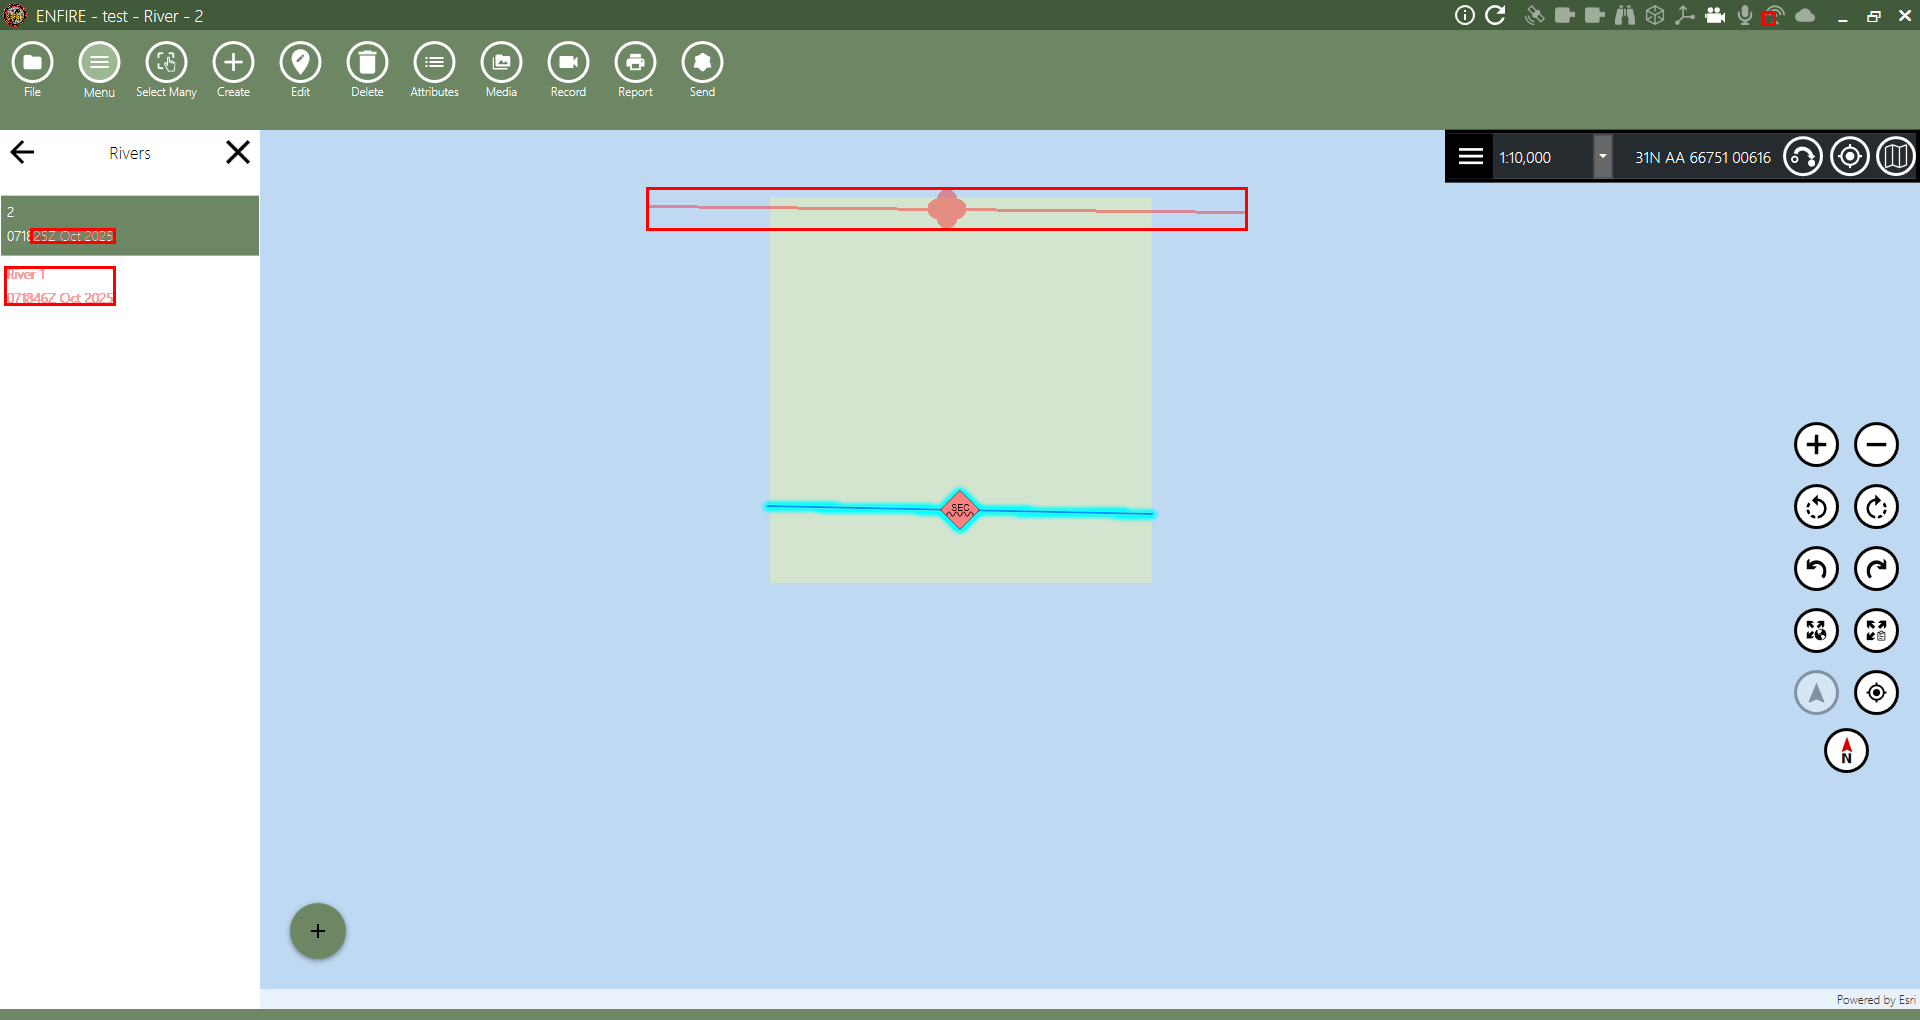 ENFIRE - test - River - 2
File
Menu
Select Many
Create
Edit
Delete
Attributes
Media
Record
Report
Send
Rivers
1:10,000
31N AA 66751 00616
2
071825Z Oct 2025
River 1
071846Z Oct 2025
SEC
N
Powered by Esri